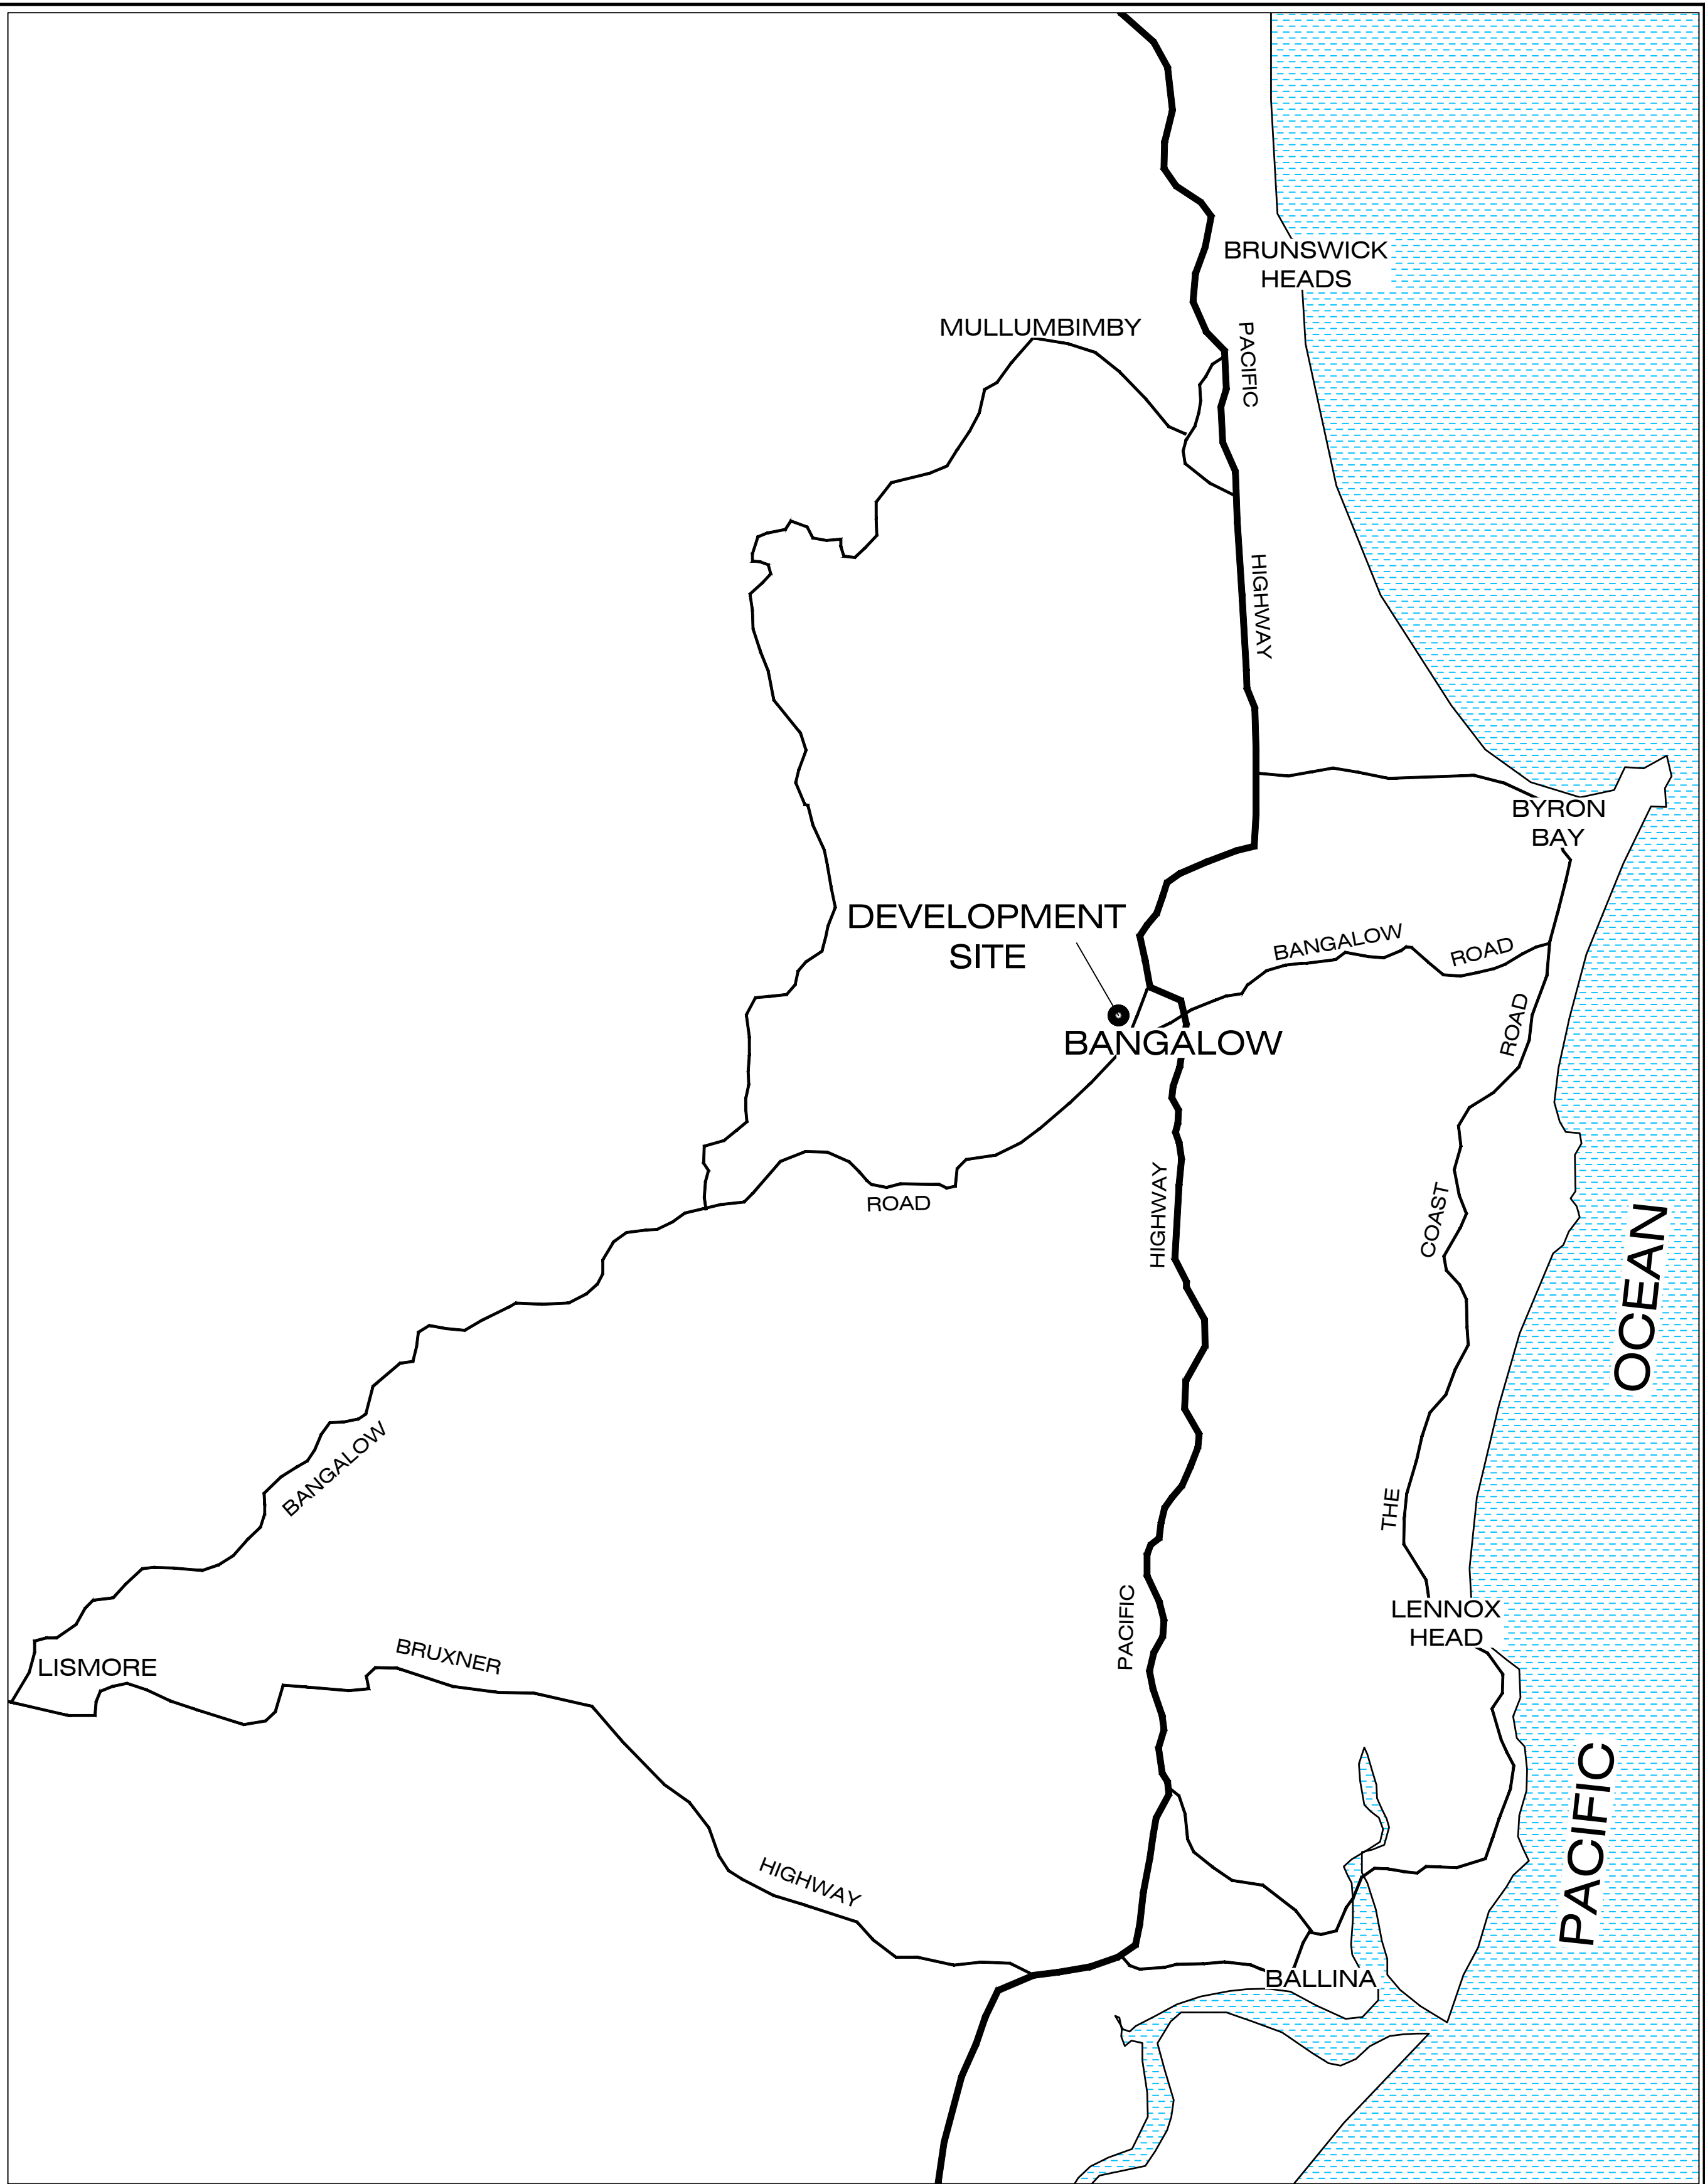 BRUNSWICK
HEADS
MULLUMBIMBY
PACIFIC
HIGHWAY
BYRON
BAY
DEVELOPMENT
SITE
BANGALOW
ROAD
ROAD
BANGALOW
HIGHWAY
ROAD
COAST
OCEAN
BANGALOW
THE
PACIFIC
LENNOX
HEAD
BRUXNER
LISMORE
PACIFIC
HIGHWAY
BALLINA